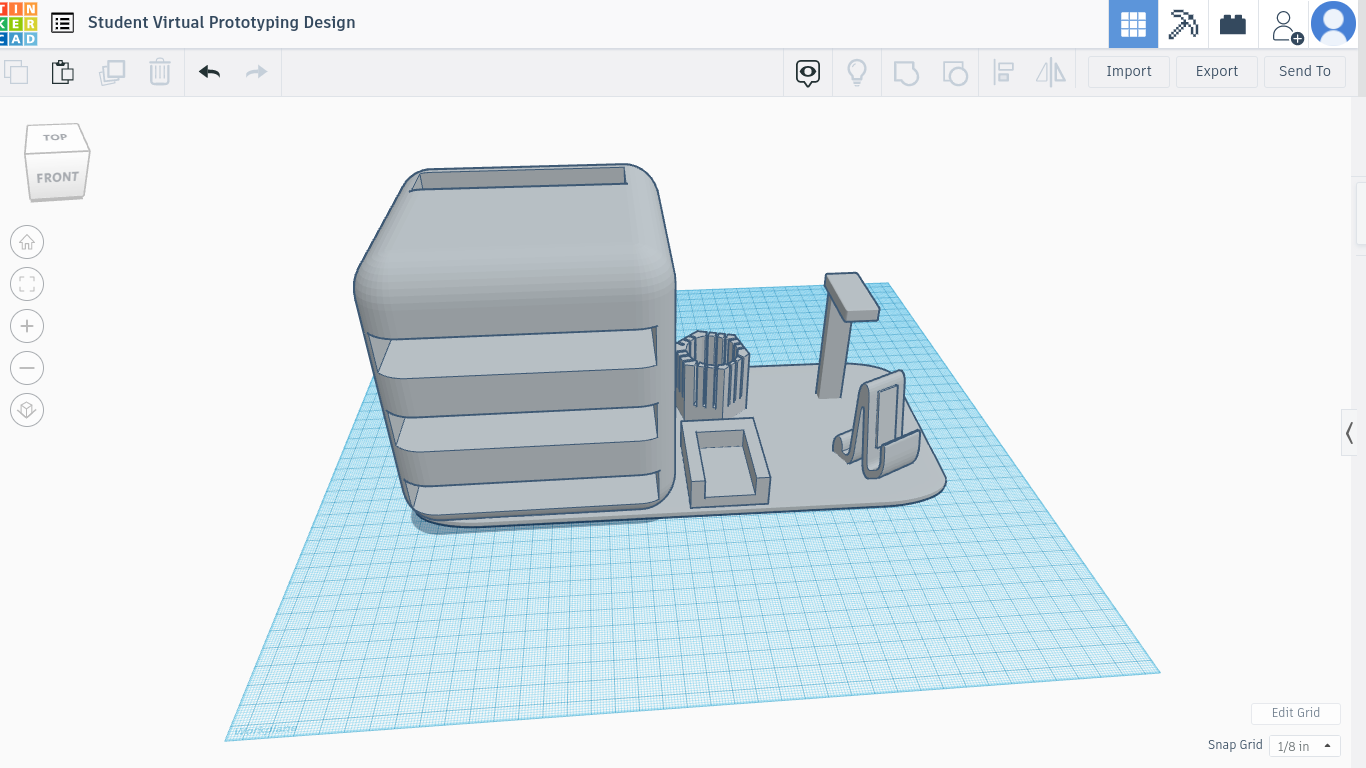 TIN
KER
CAD
Student Virtual Prototyping Design
Import
Export
Send To
TOP
FRONT
Workplane
Edit Grid
Snap Grid
1/8 in